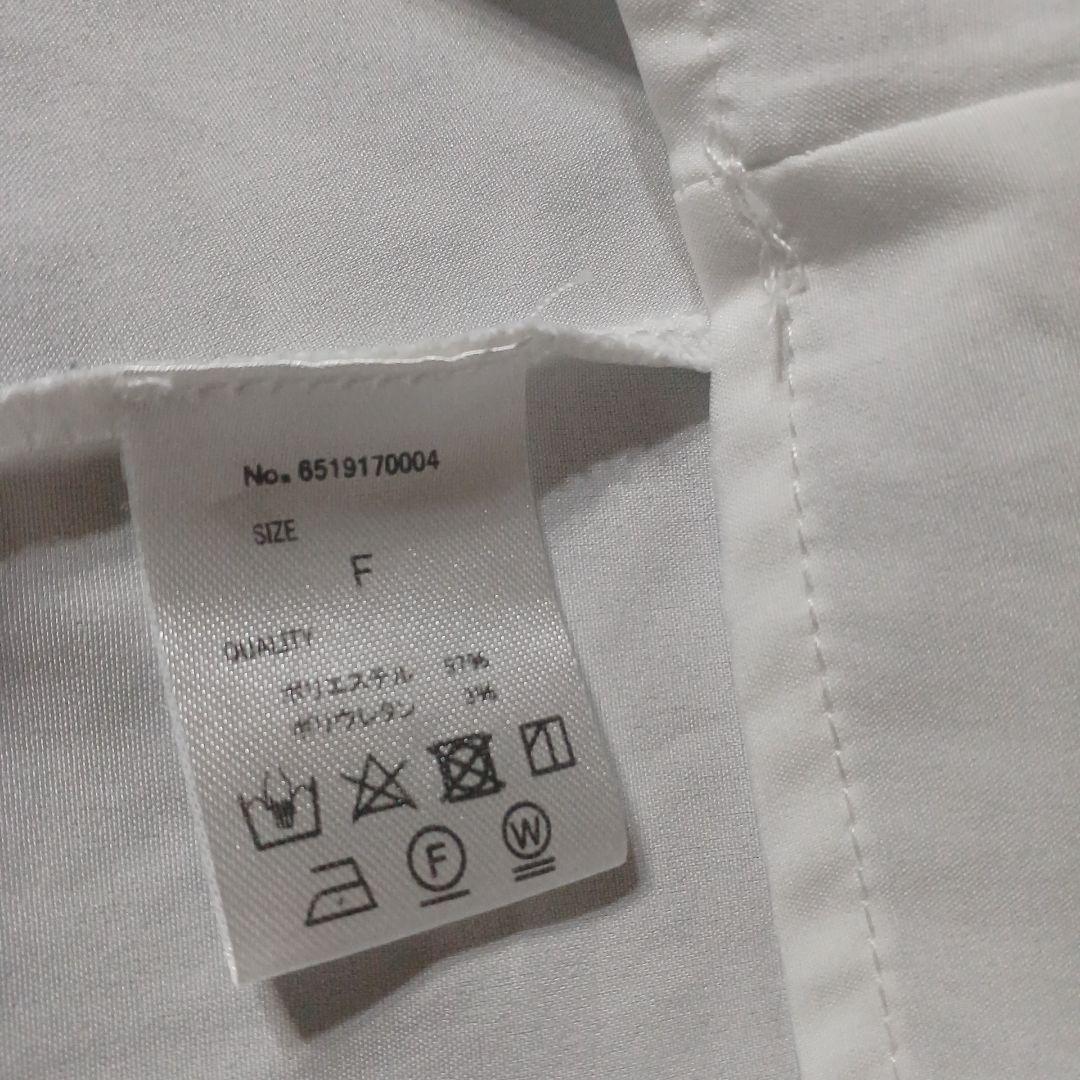 No. 6519170004
SIZE
F
QUALITY
ポリエステル 97%
ポリウレタン 3%
F
W